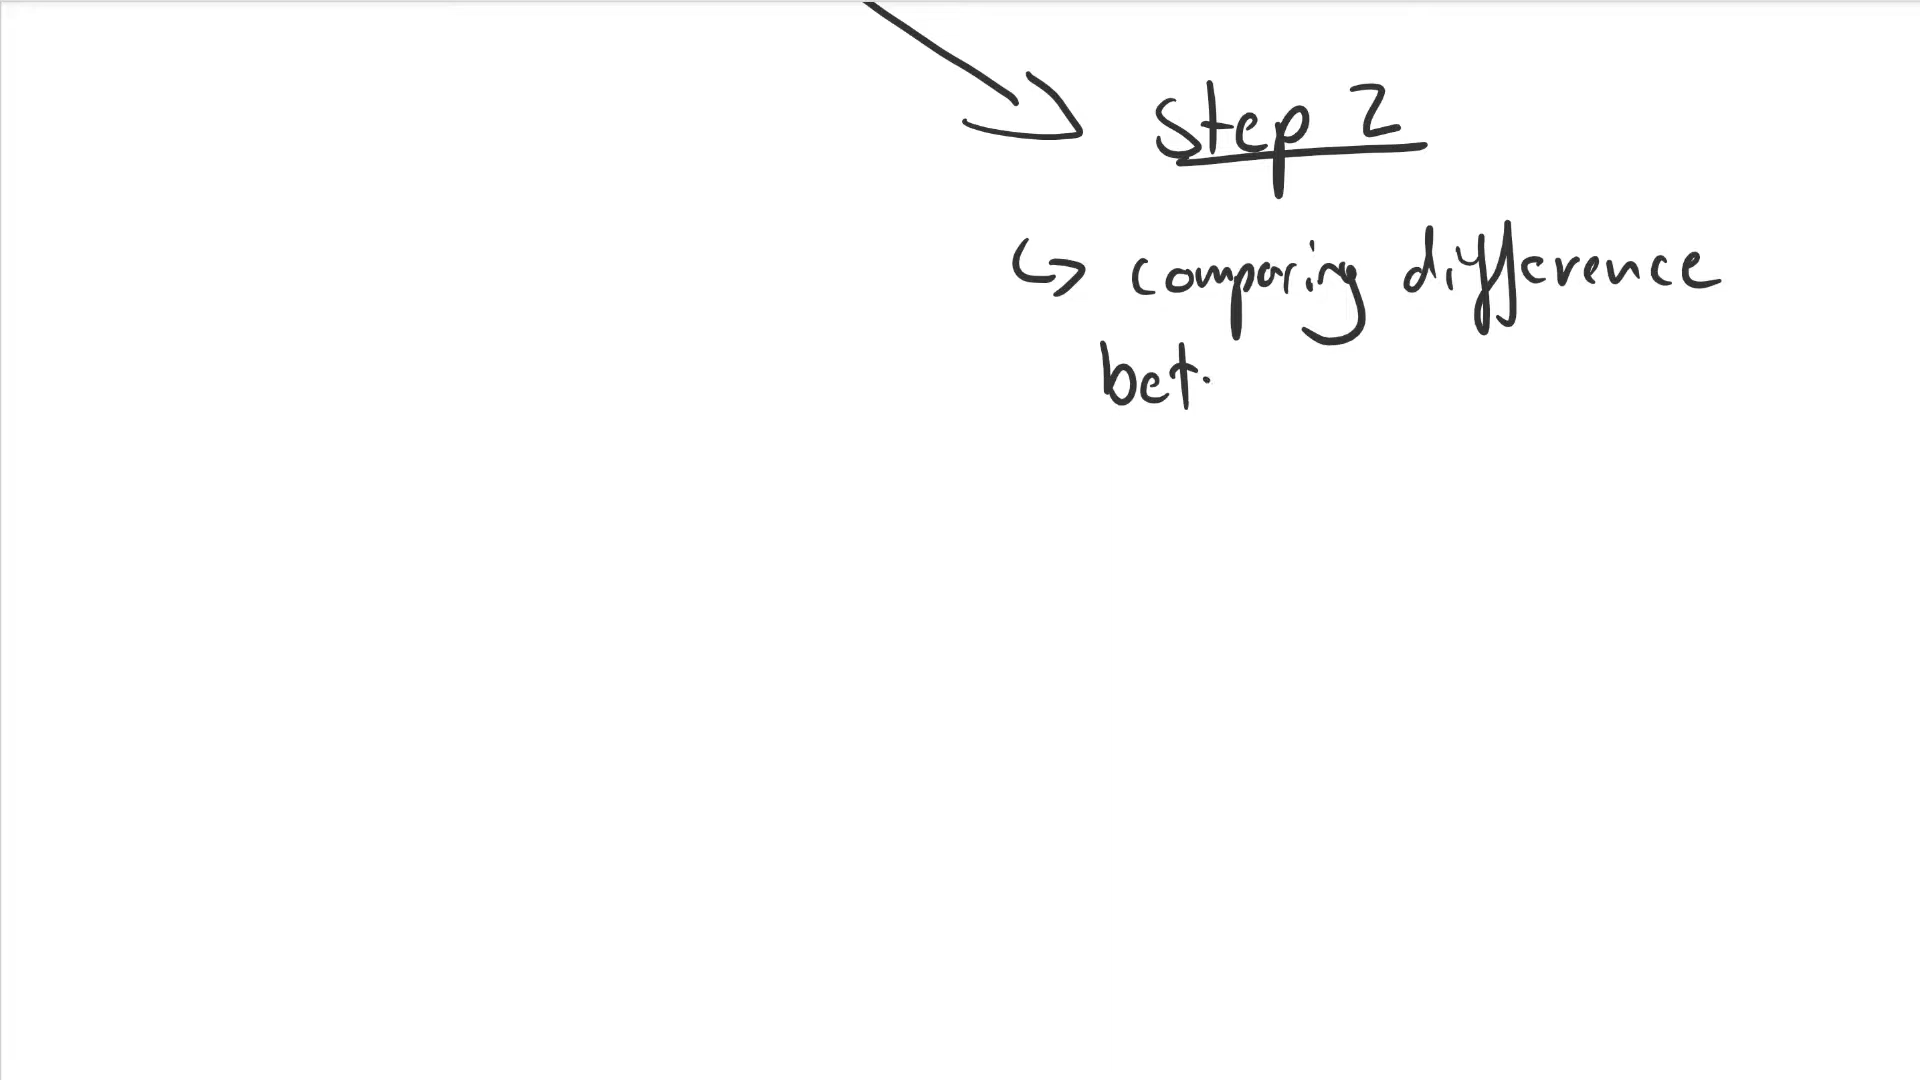 Step 2
↪ comparing difference
bet.